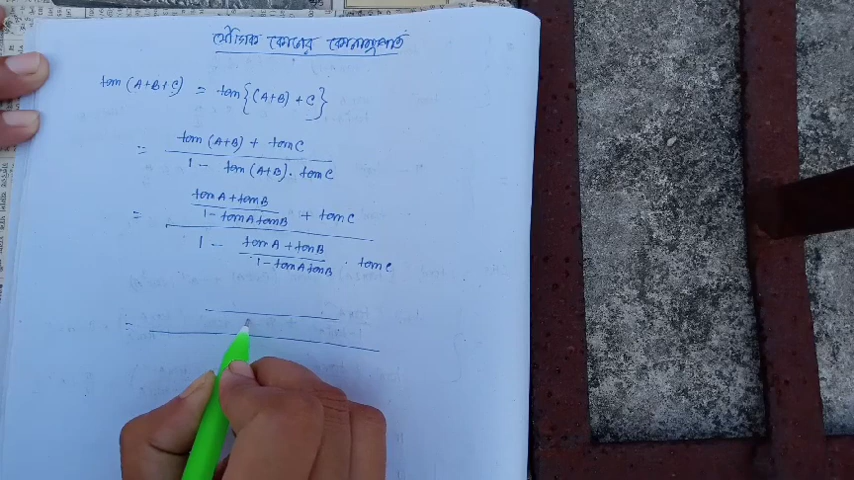 যৌগিক কোণের কোণানুপাত
tan (A+B+C) = tan{(A+B) + C}
= tan(A+B) + tanC
1 - tan(A+B). tanC
= tanA + tanB
1 - tanA tanB + tanC
1 - tanA + tanB
1 - tanA tanB . tanC
=